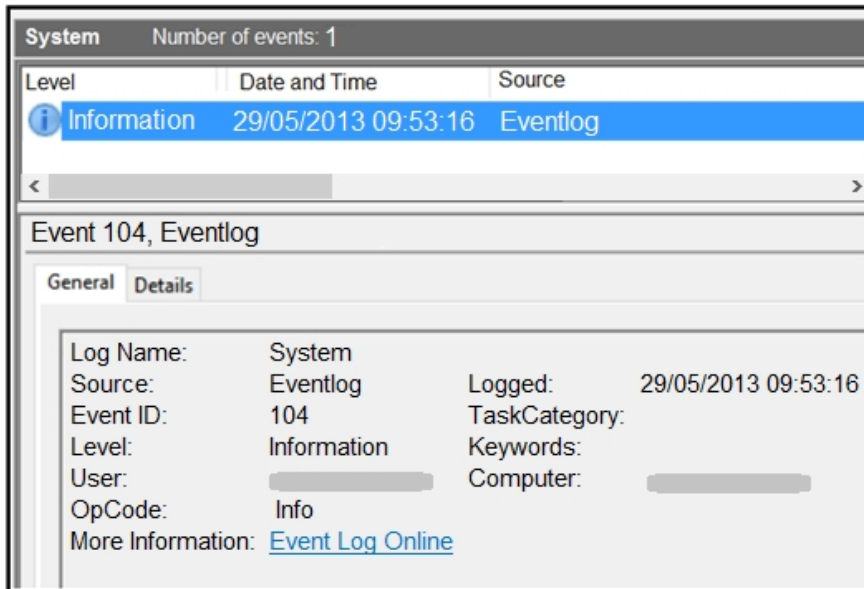 System Number of events: 1
Level Date and Time Source
Information 29/05/2013 09:53:16 Eventlog
Event 104, Eventlog
General Details
Log Name: System
Source: Eventlog Logged: 29/05/2013 09:53:16
Event ID: 104 TaskCategory:
Level: Information Keywords:
User: Computer:
OpCode: Info
More Information: Event Log Online